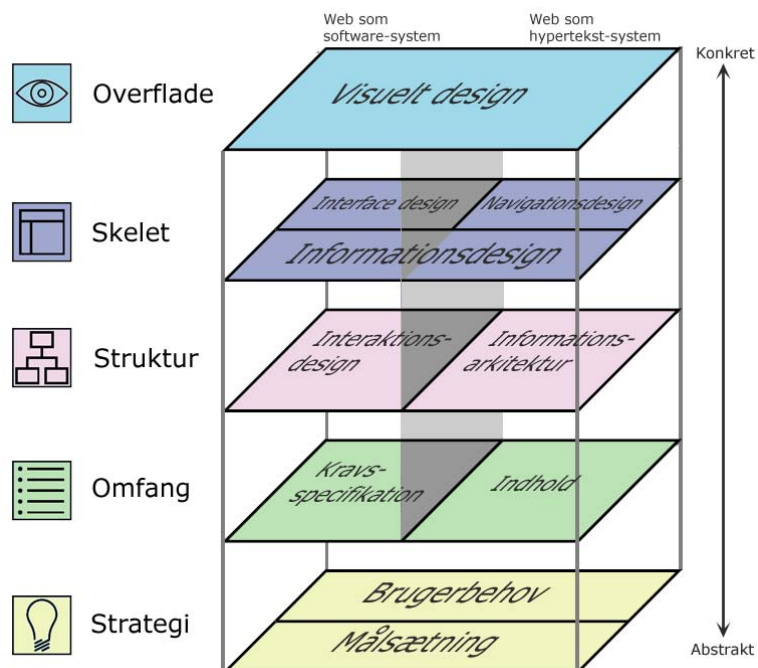 Web som
software-system
Web som
hypertekst-system
Konkret
Overflade
Visuelt design
Skelet
Interface design
Navigationsdesign
Informationsdesign
Struktur
Interaktions-
design
Informations-
arkitektur
Omfang
Kravs-
specifikation
Indhold
Strategi
Brugerbehov
Målsætning
Abstrakt